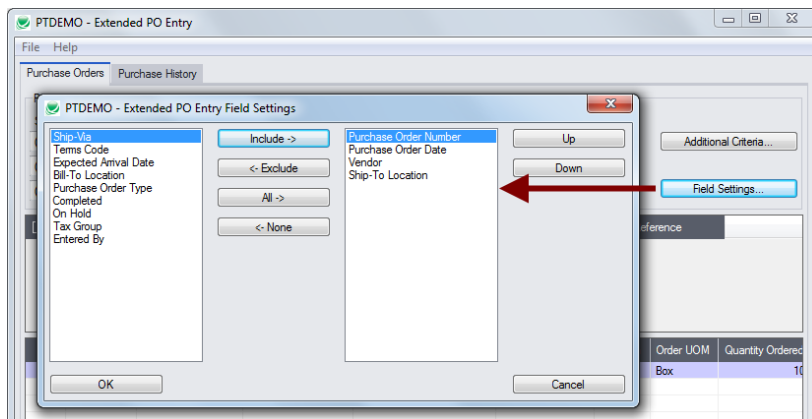 PTDEMO - Extended PO Entry
File Help
Purchase Orders Purchase History
PTDEMO - Extended PO Entry Field Settings
Ship-Via
Terms Code
Expected Arrival Date
Bill-To Location
Purchase Order Type
Completed
On Hold
Tax Group
Entered By
Include ->
<- Exclude
All ->
<- None
Purchase Order Number
Purchase Order Date
Vendor
Ship-To Location
Up
Down
OK
Cancel
Additional Criteria...
Field Settings...
Order UOM Quantity Ordered
Box